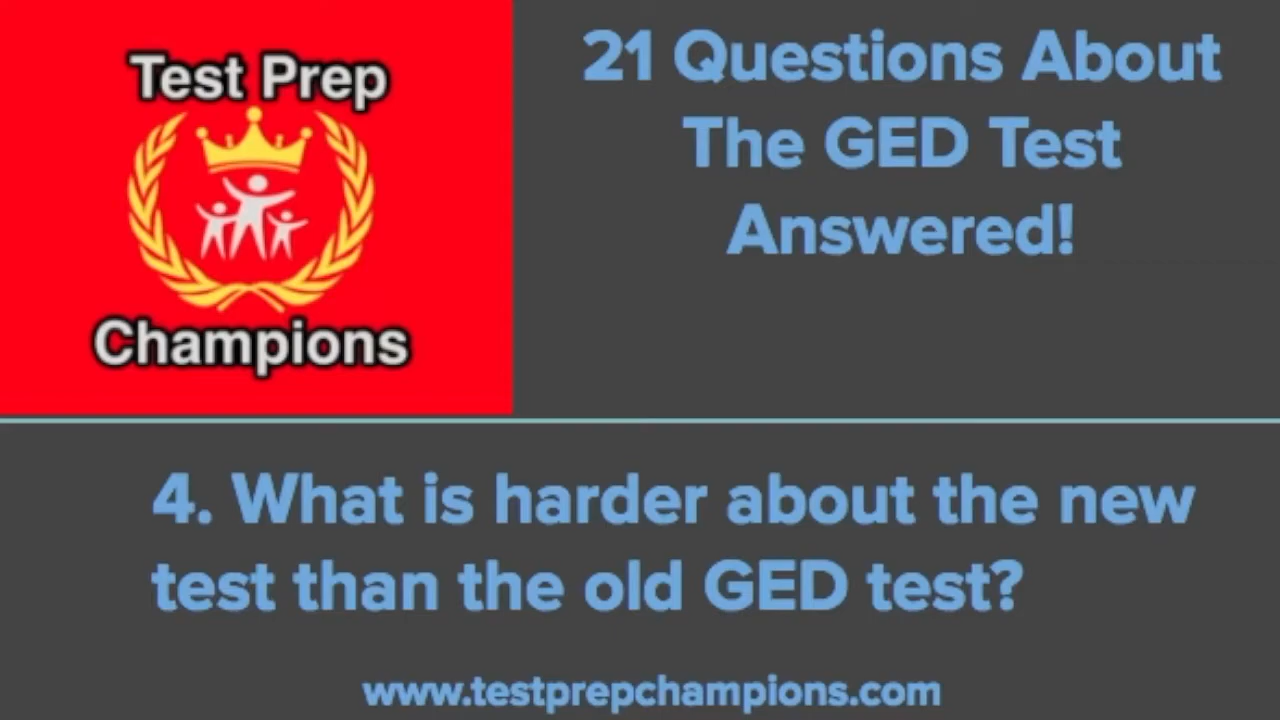 Test Prep
Champions
21 Questions About
The GED Test
Answered!
4. What is harder about the new
test than the old GED test?
www.testprepchampions.com